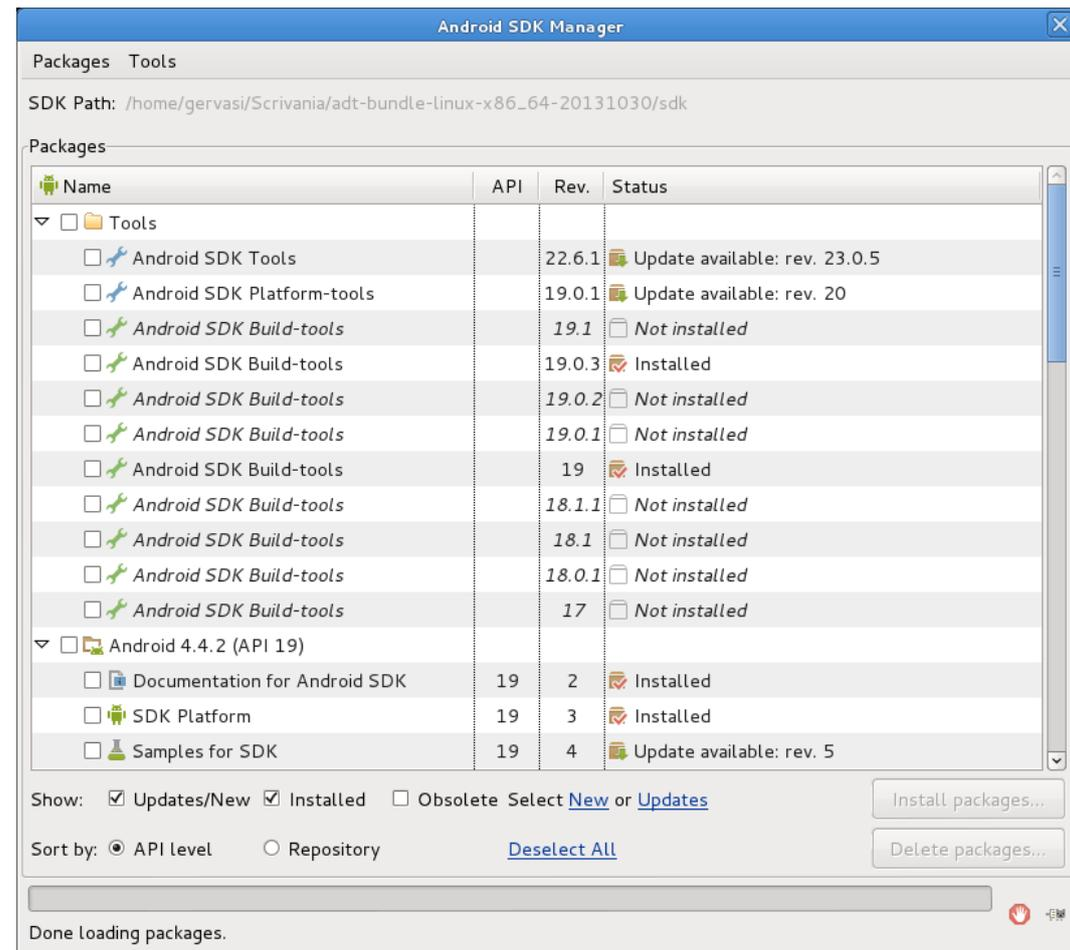 Android SDK Manager
Packages Tools
SDK Path: /home/gervasi/Scrivania/adt-bundle-linux-x86_64-20131030/sdk
Packages
Name API Rev. Status
Tools
Android SDK Tools 22.6.1 Update available: rev. 23.0.5
Android SDK Platform-tools 19.0.1 Update available: rev. 20
Android SDK Build-tools 19.1 Not installed
Android SDK Build-tools 19.0.3 Installed
Android SDK Build-tools 19.0.2 Not installed
Android SDK Build-tools 19.0.1 Not installed
Android SDK Build-tools 19 Installed
Android SDK Build-tools 18.1.1 Not installed
Android SDK Build-tools 18.1 Not installed
Android SDK Build-tools 18.0.1 Not installed
Android SDK Build-tools 17 Not installed
Android 4.4.2 (API 19)
Documentation for Android SDK 19 2 Installed
SDK Platform 19 3 Installed
Samples for SDK 19 4 Update available: rev. 5
Show: Updates/New Installed Obsolete Select New or Updates Install packages...
Sort by: API level Repository Deselect All Delete packages...
Done loading packages.